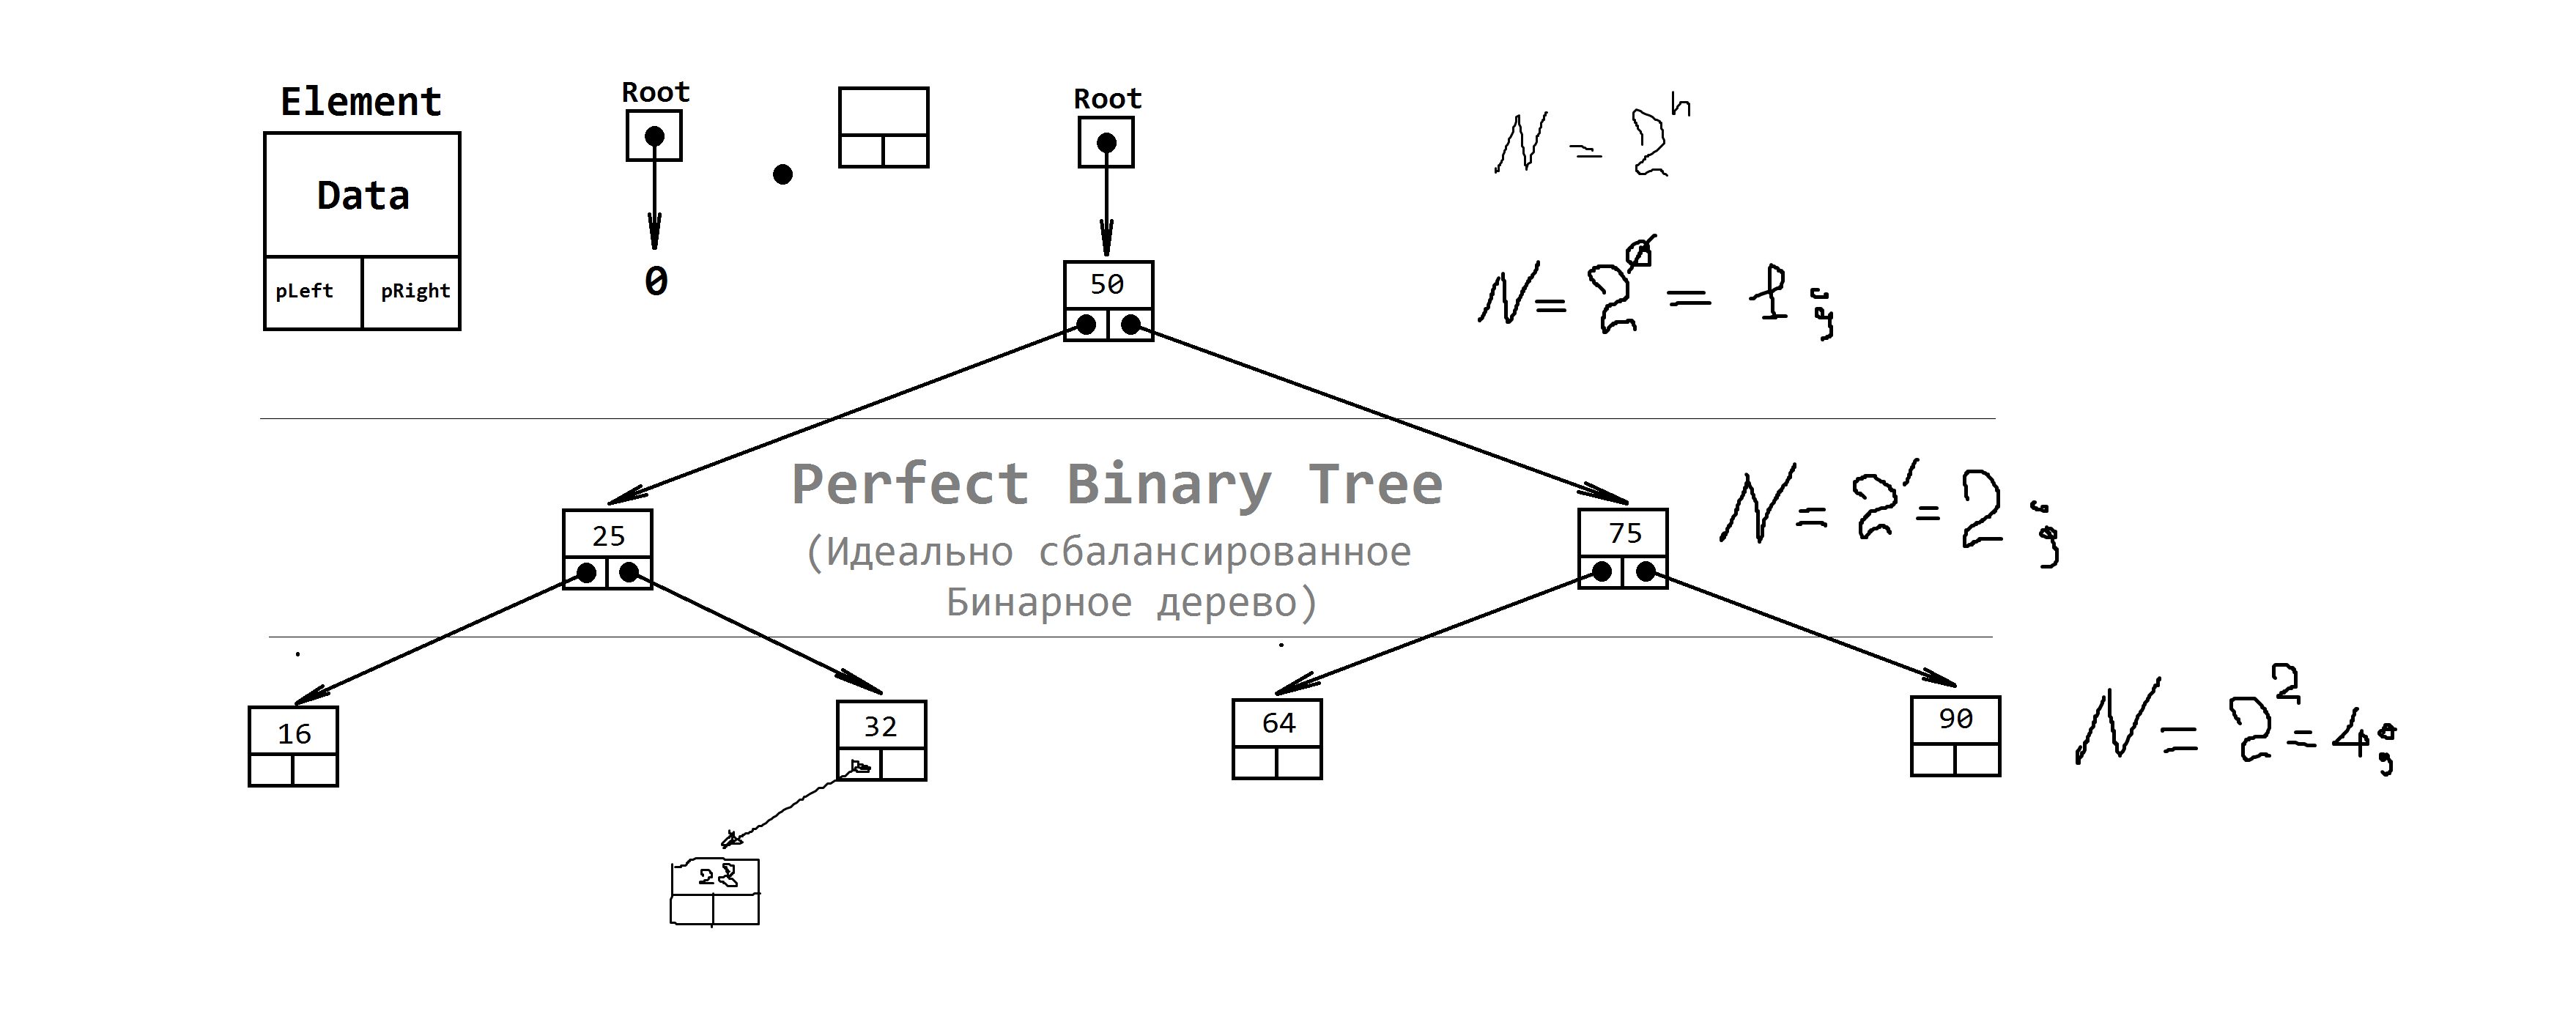 Element
Data
pLeft pRight
Root
0
Root
50
N = 2^n
N = 2^0 = 1;
Perfect Binary Tree
(Идеально сбалансированное
Бинарное дерево)
25
75
N = 2^1 = 2;
16
32
64
90
N = 2^2 = 4;
28